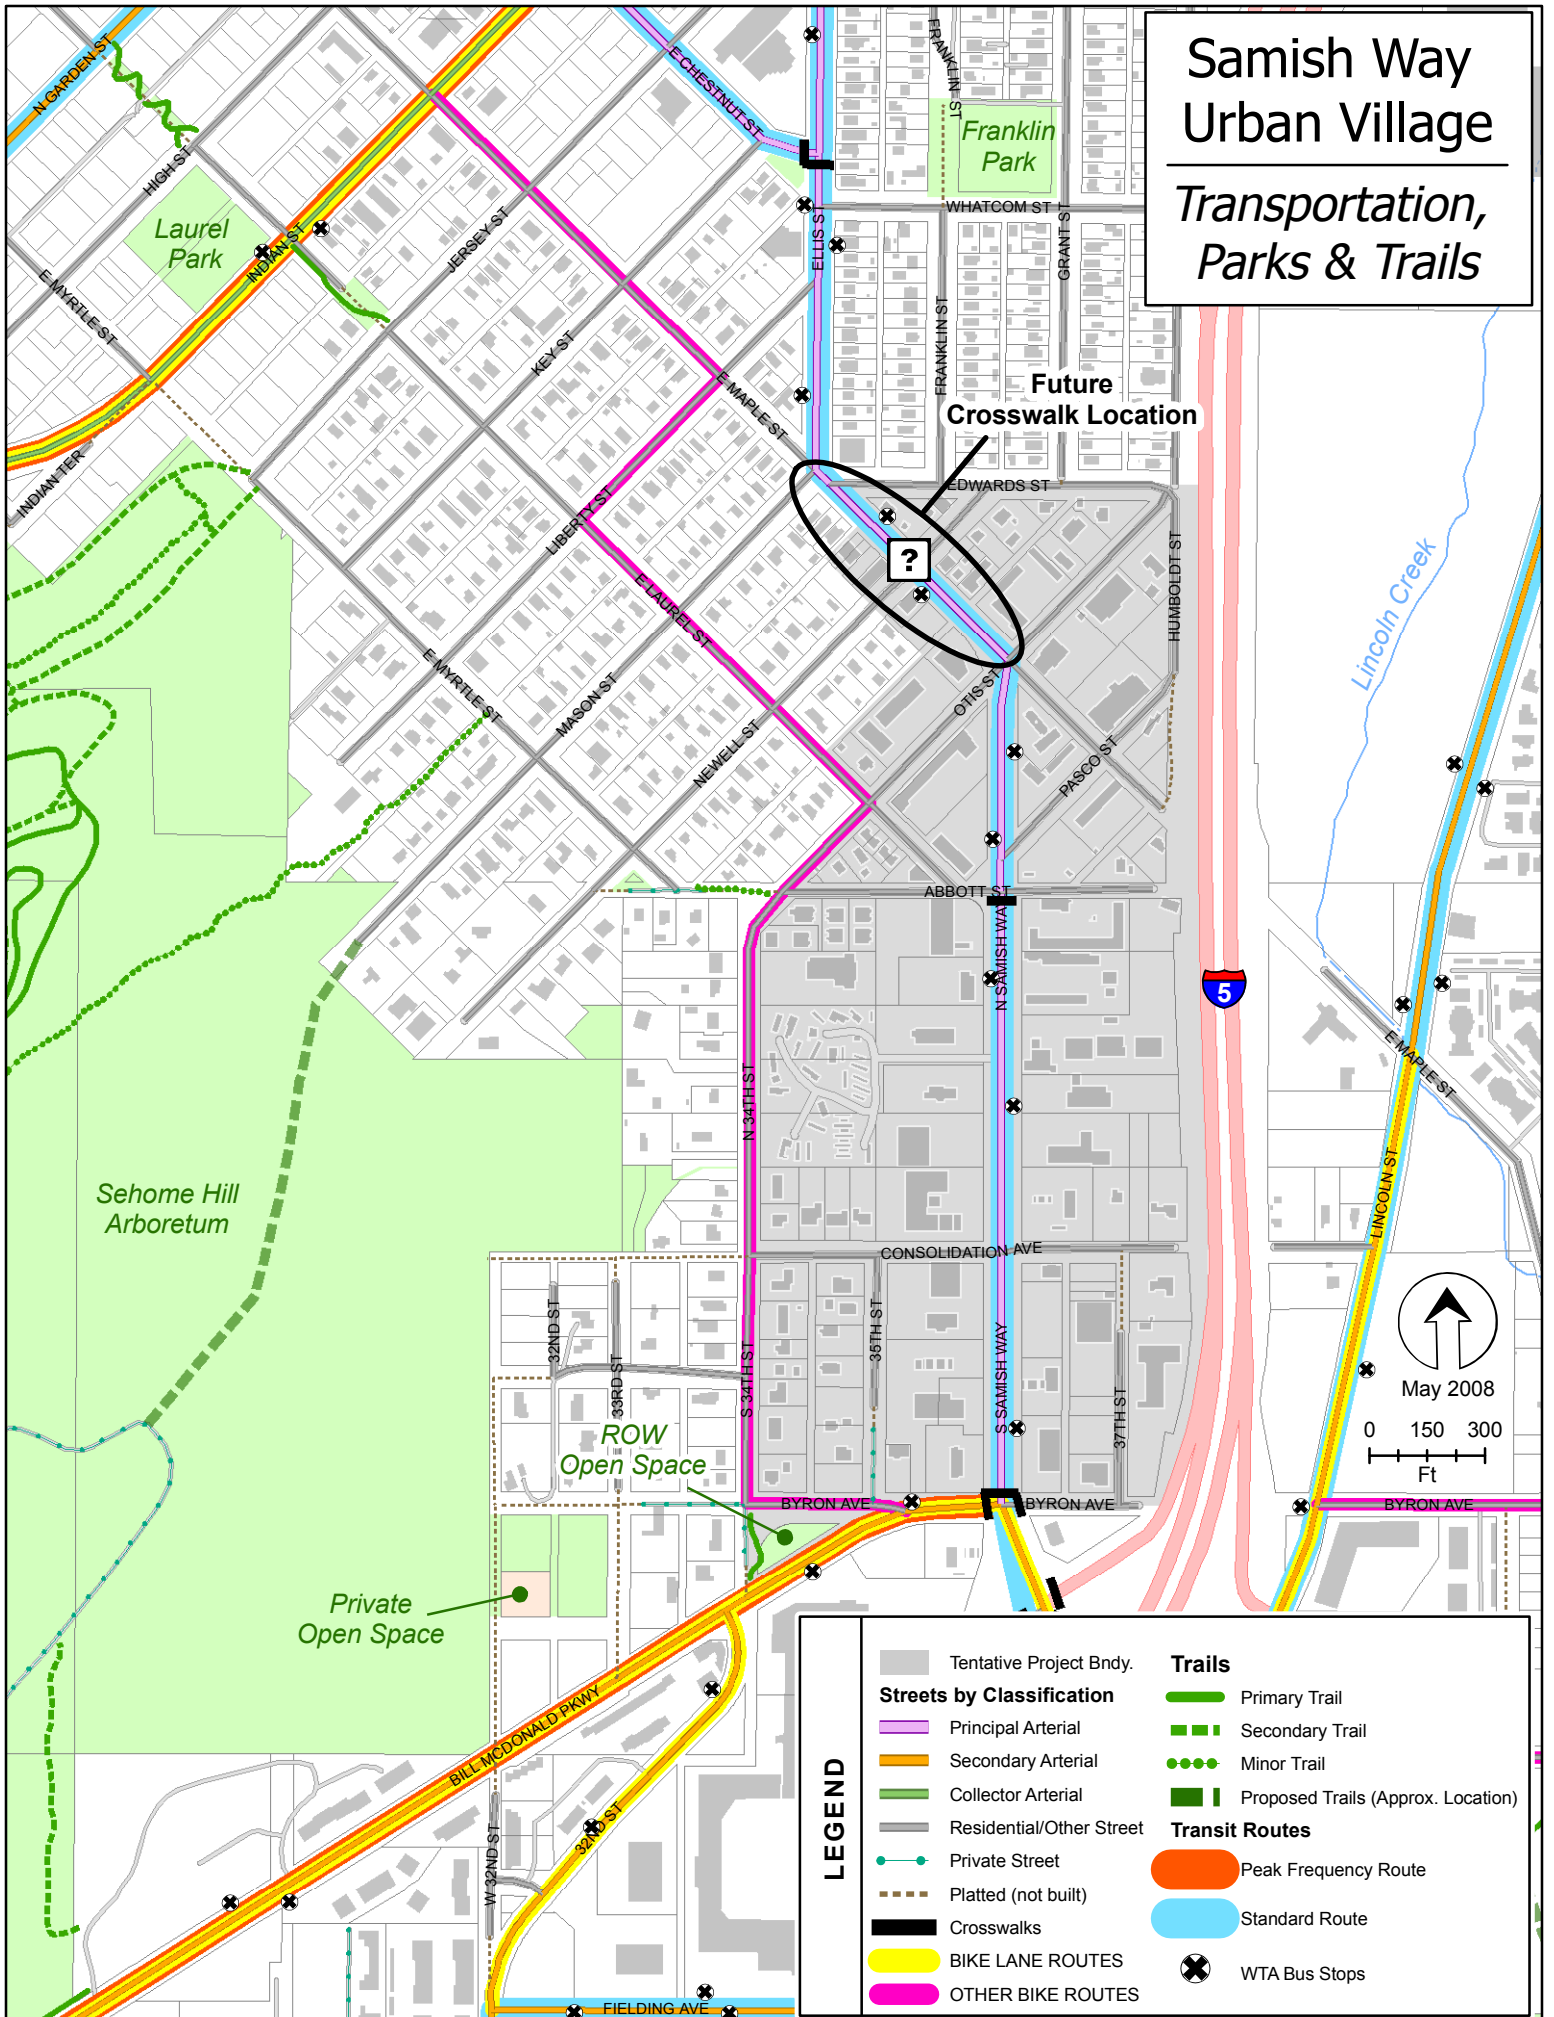 Samish Way
Urban Village
Transportation,
Parks & Trails
N GARDEN ST
E CHESTNUT ST
FRANKLIN ST
Franklin
Park
HIGH ST
Laurel
Park
INDIAN ST
JERSEY ST
ELLIS ST
WHATCOM ST
GRANT ST
E MYRTLE ST
KEY ST
FRANKLIN ST
E MAPLE ST
Future
Crosswalk Location
INDIAN TER
LIBERTY ST
EDWARDS ST
?
E LAUREL ST
HUMBOLDT ST
Lincoln Creek
E MYRTLE ST
MASON ST
NEWELL ST
OTIS ST
PASCO ST
ABBOTT ST
N SAMISH WAY
5
E MAPLE ST
N 34TH ST
LINCOLN ST
Sehome Hill
Arboretum
CONSOLIDATION AVE
32ND ST
33RD ST
S 34TH ST
35TH ST
S SAMISH WAY
37TH ST
May 2008
0 150 300
Ft
ROW
Open Space
BYRON AVE
BYRON AVE
BYRON AVE
Private
Open Space
BILL MCDONALD PKWY
32ND ST
W 32ND ST
FIELDING AVE
LEGEND
Tentative Project Bndy.
Streets by Classification
Principal Arterial
Secondary Arterial
Collector Arterial
Residential/Other Street
Private Street
Platted (not built)
Crosswalks
BIKE LANE ROUTES
OTHER BIKE ROUTES
Trails
Primary Trail
Secondary Trail
Minor Trail
Proposed Trails (Approx. Location)
Transit Routes
Peak Frequency Route
Standard Route
WTA Bus Stops